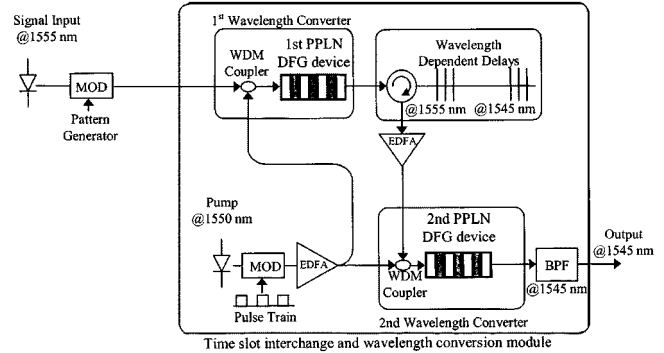 Signal Input
@1555 nm
MOD
Pattern
Generator
1st Wavelength Converter
WDM
Coupler
1st PPLN
DFG device
Wavelength
Dependent Delays
@1555 nm
@1545 nm
EDFA
Pump
@1550 nm
MOD
EDFA
Pulse Train
2nd PPLN
DFG device
WDM
Coupler
2nd Wavelength Converter
BPF
@1545 nm
Output
@1545 nm
Time slot interchange and wavelength conversion module